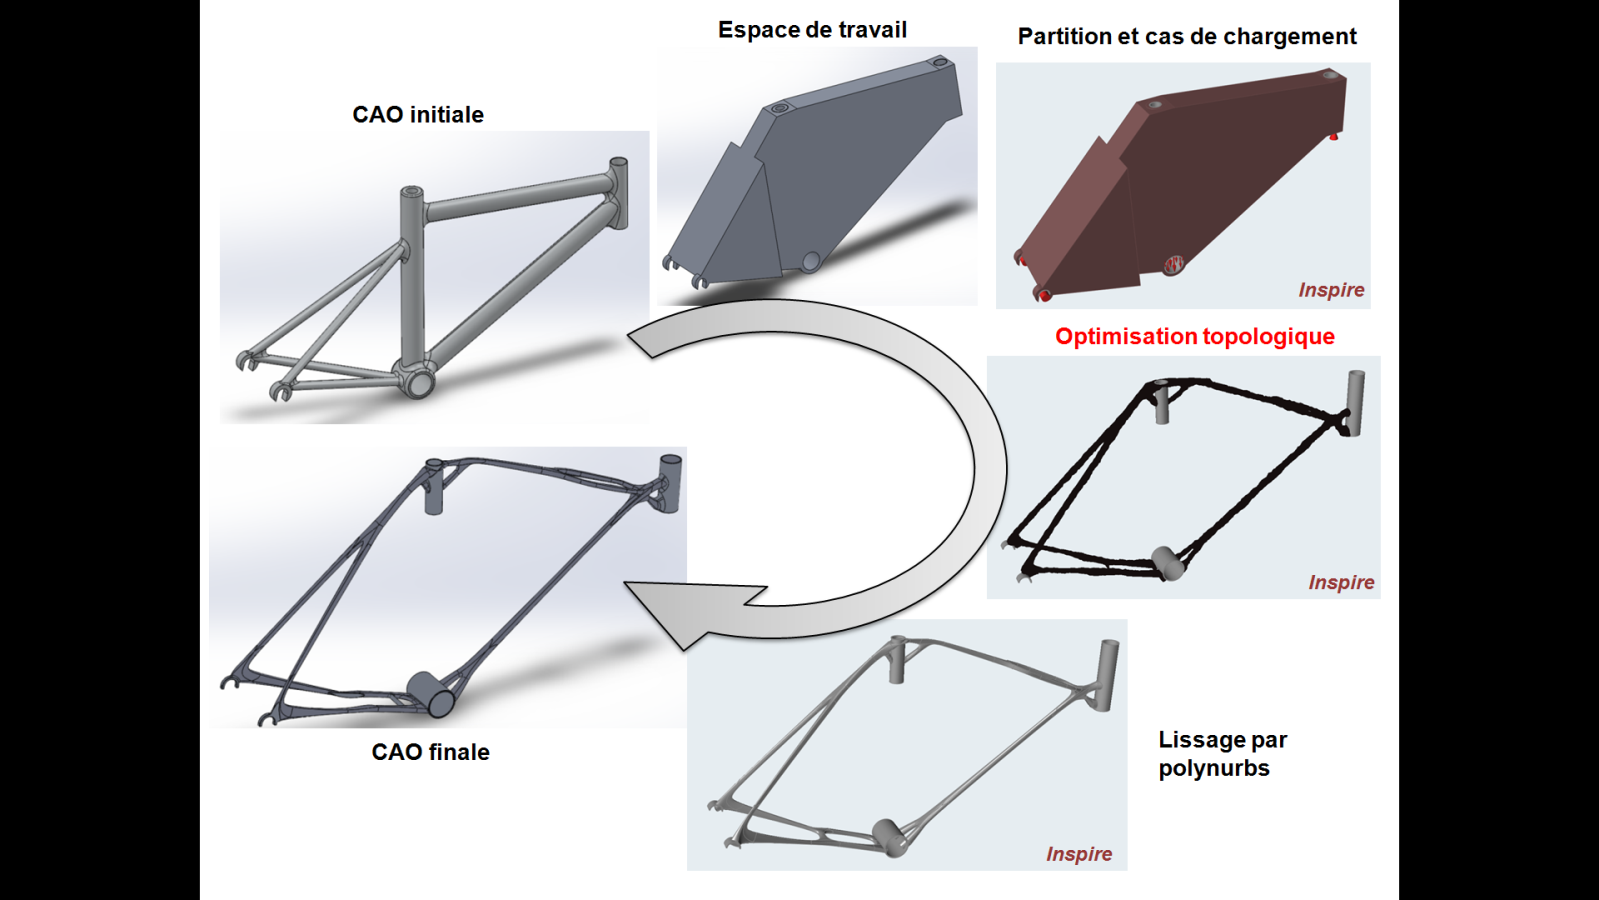 CAO initiale
Espace de travail
Partition et cas de chargement
Inspire
Optimisation topologique
Inspire
Lissage par
polynurbs
Inspire
CAO finale